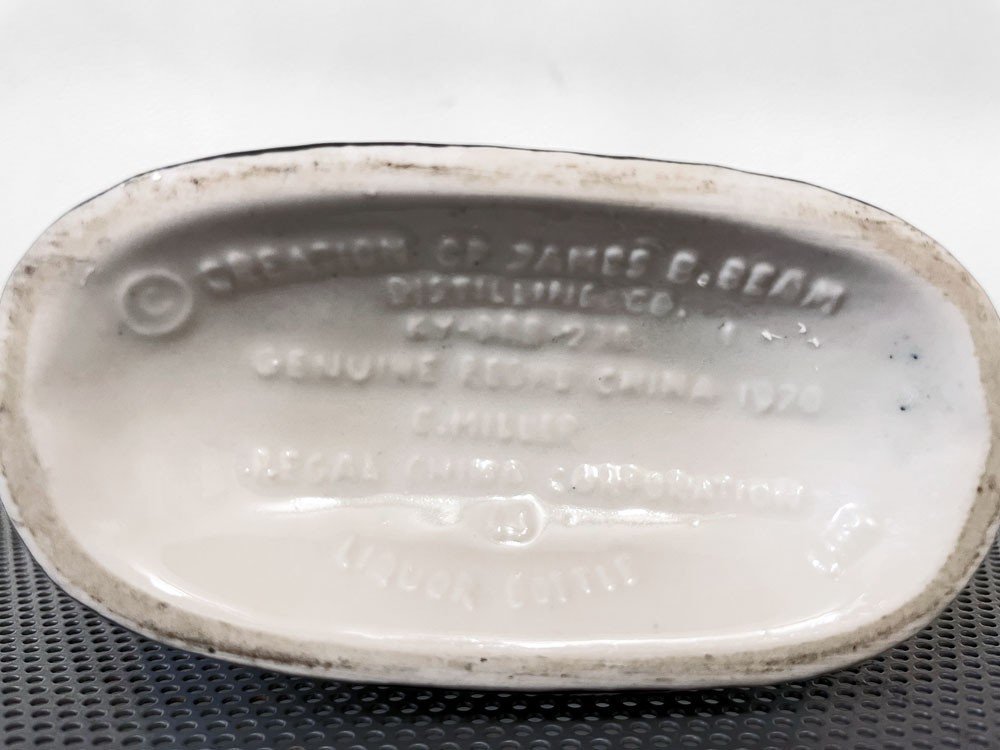 © CREATION OF JAMES B. BEAM
DISTILLING CO.
GENUINE REGAL CHINA 1970
C. MILLER
REGAL CHINA CORPORATION
LIQUOR BOTTLE